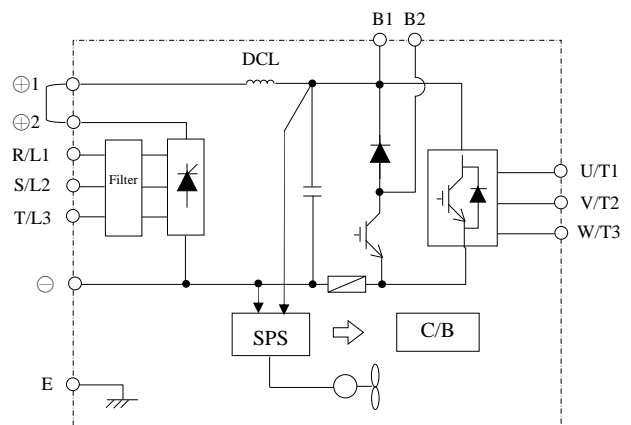 B1 B2
DCL
⊕1
⊕2
R/L1
S/L2
T/L3
Filter
U/T1
V/T2
W/T3
⊖
SPS
C/B
E